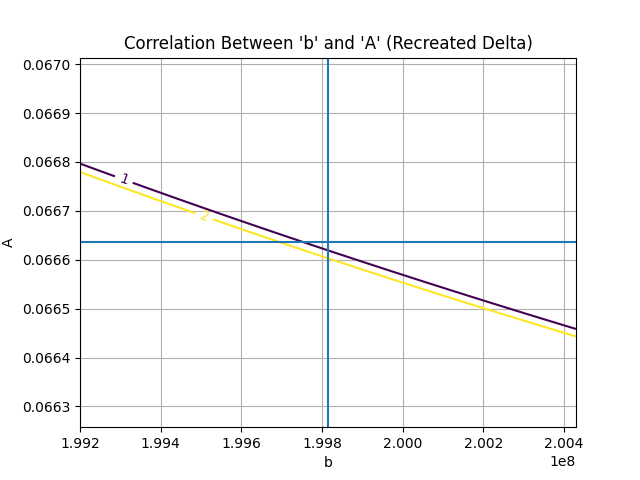 Correlation Between 'b' and 'A' (Recreated Delta)
0.0670
0.0669
0.0668
0.0667
0.0666
0.0665
0.0664
0.0663
A
1
2
1.992 1.994 1.996 1.998 2.000 2.002 2.004
1e8
b